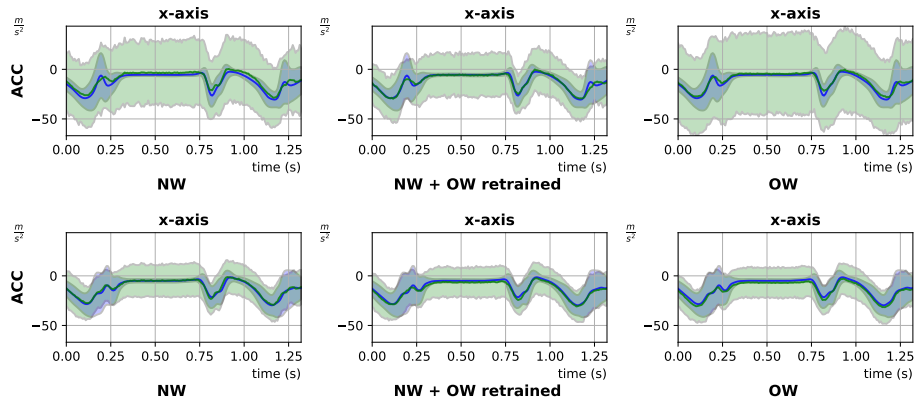 x-axis x-axis x-axis
m/s² m/s² m/s²
ACC
0 0 0
−50 −50 −50
0.00 0.25 0.50 0.75 1.00 1.25 0.00 0.25 0.50 0.75 1.00 1.25 0.00 0.25 0.50 0.75 1.00 1.25
time (s) time (s) time (s)
NW NW + OW retrained OW
x-axis x-axis x-axis
m/s² m/s² m/s²
ACC
0 0 0
−50 −50 −50
0.00 0.25 0.50 0.75 1.00 1.25 0.00 0.25 0.50 0.75 1.00 1.25 0.00 0.25 0.50 0.75 1.00 1.25
time (s) time (s) time (s)
NW NW + OW retrained OW